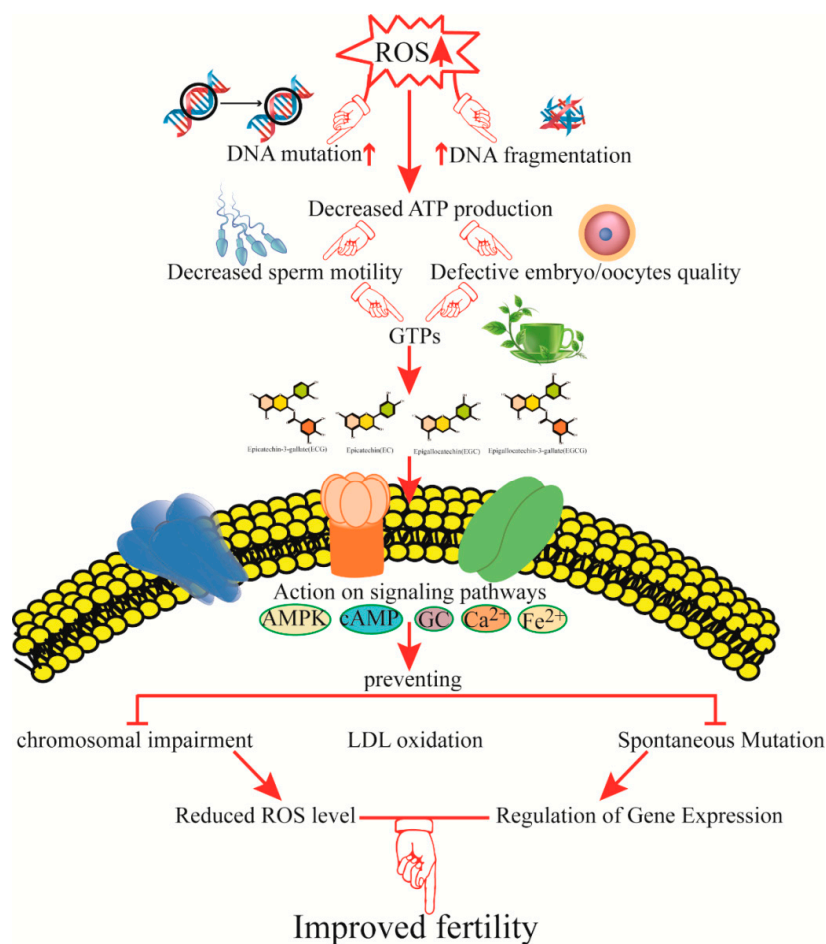 ROS
DNA mutation
DNA fragmentation
Decreased ATP production
Decreased sperm motility
Defective embryo/oocytes quality
GTPs
Epicatechin-3-gallute(ECG)
Epicatechin(EC)
Epigallocatechin(EGC)
Epigallocatechin-3-gallute(EGCG)
Action on signaling pathways
AMPK
cAMP
GC
Ca²⁺
Fe²⁺
preventing
chromosomal impairment
LDL oxidation
Spontaneous Mutation
Reduced ROS level
Regulation of Gene Expression
Improved fertility